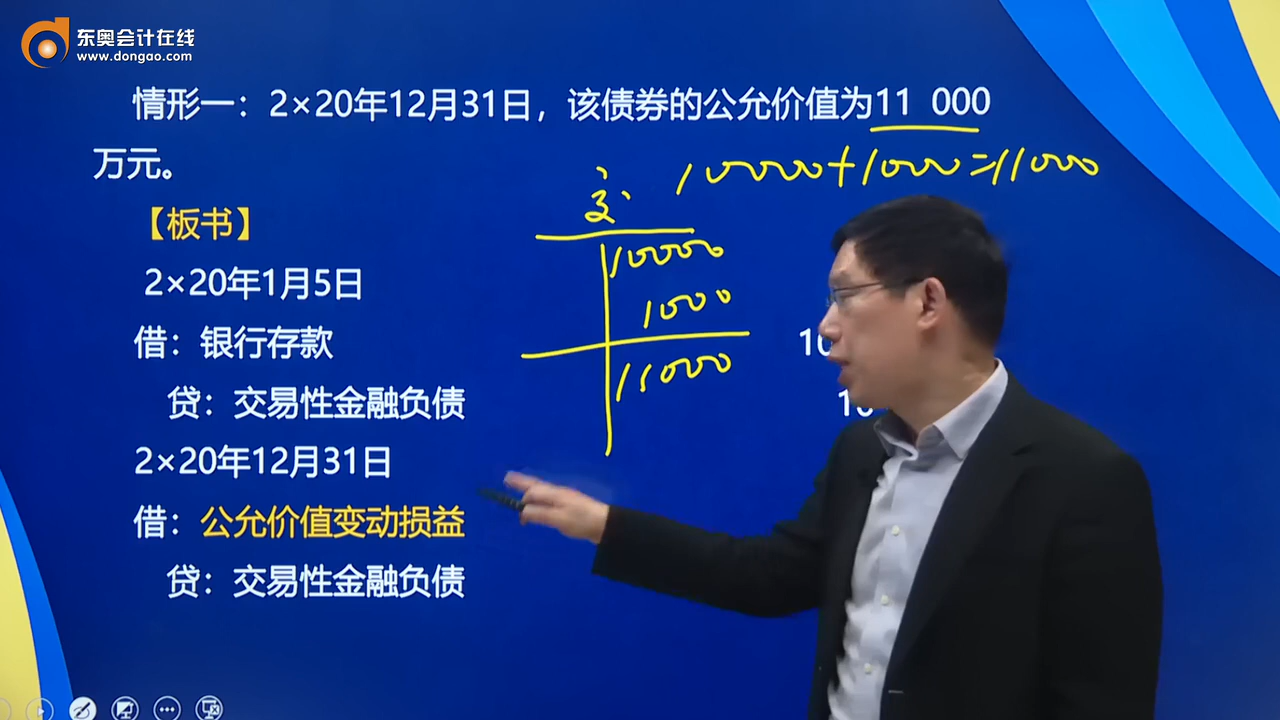 东奥会计在线
www.dongao.com
情形一：2×20年12月31日，该债券的公允价值为11 000
万元。
10000+1000=11000
【板书】
交.
10000
2×20年1月5日
1000
借：银行存款
10
11000
贷：交易性金融负债
10
2×20年12月31日
借：公允价值变动损益
贷：交易性金融负债